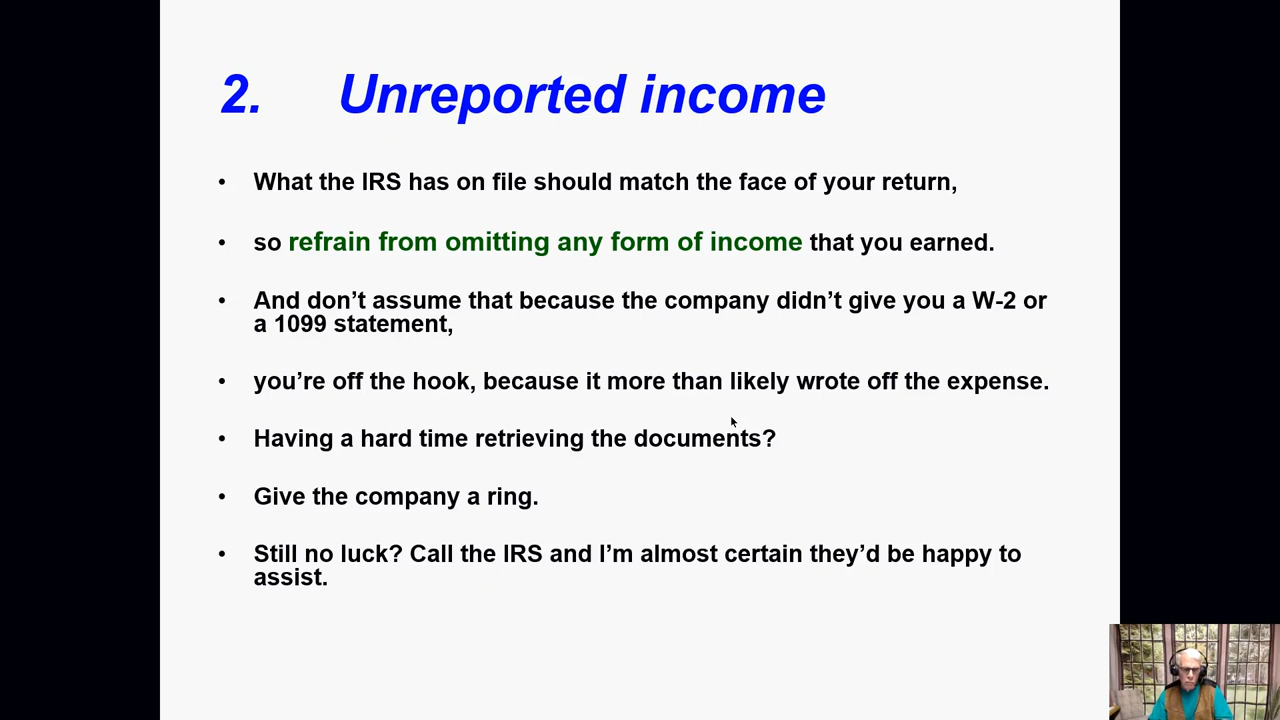 2. Unreported income
• What the IRS has on file should match the face of your return,
• so refrain from omitting any form of income that you earned.
• And don’t assume that because the company didn’t give you a W-2 or
a 1099 statement,
• you’re off the hook, because it more than likely wrote off the expense.
• Having a hard time retrieving the documents?
• Give the company a ring.
• Still no luck? Call the IRS and I’m almost certain they’d be happy to
assist.